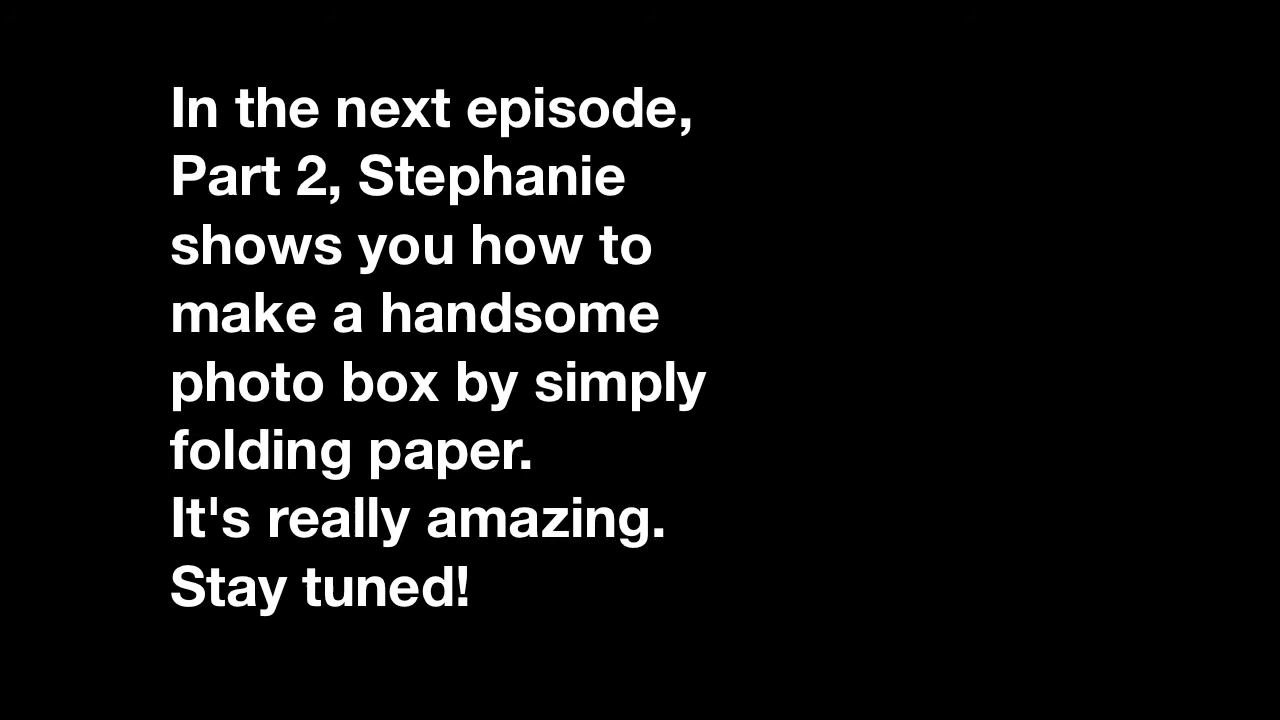 In the next episode,
Part 2, Stephanie
shows you how to
make a handsome
photo box by simply
folding paper.
It's really amazing.
Stay tuned!